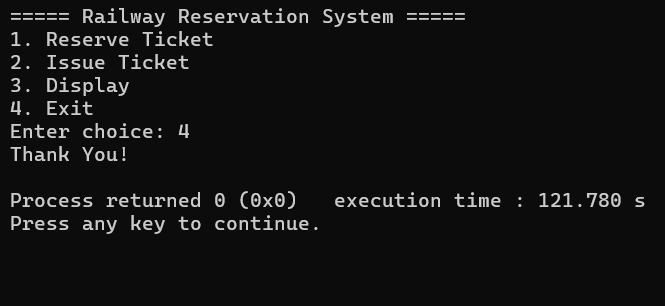 ===== Railway Reservation System =====
1. Reserve Ticket
2. Issue Ticket
3. Display
4. Exit
Enter choice: 4
Thank You!

Process returned 0 (0x0)   execution time : 121.780 s
Press any key to continue.